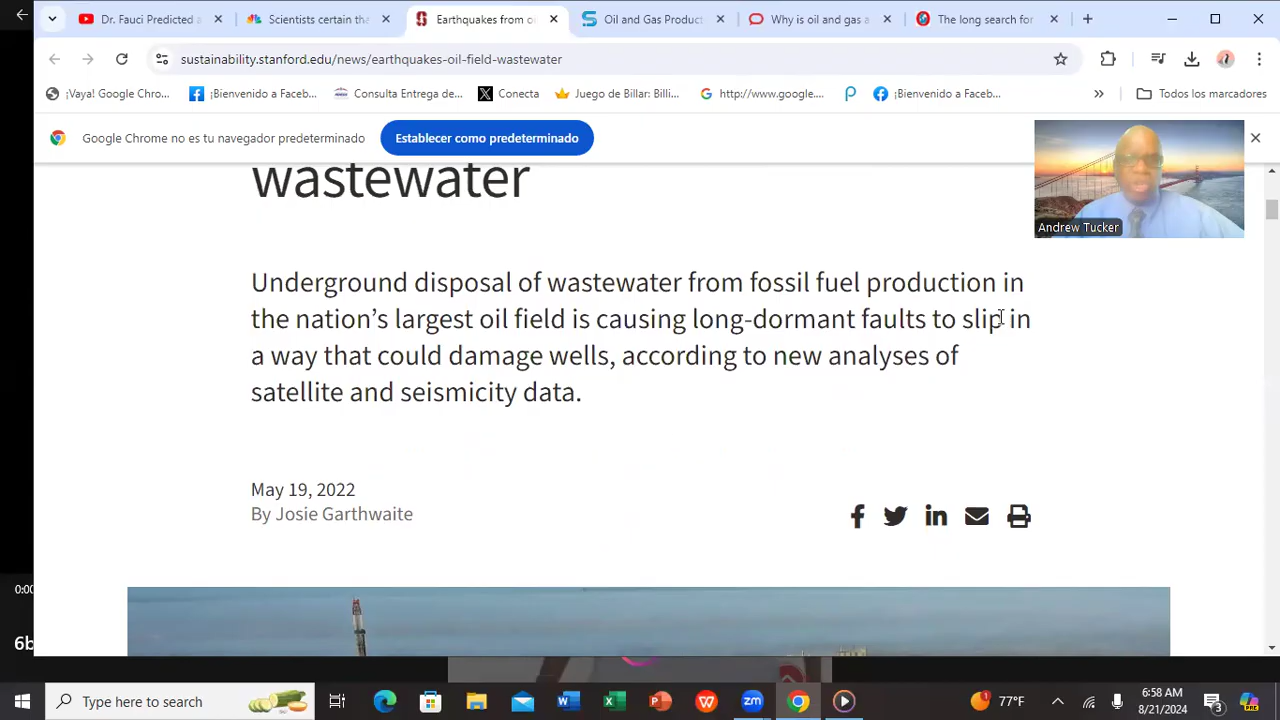 Dr. Fauci Predicted a
Scientists certain tha
Earthquakes from oi
Oil and Gas Product
Why is oil and gas a
The long search for
sustainability.stanford.edu/news/earthquakes-oil-field-wastewater
¡Vaya! Google Chro...
¡Bienvenido a Faceb...
Consulta Entrega de...
Conecta
Juego de Billar: Billi...
http://www.google....
¡Bienvenido a Faceb...
»
Todos los marcadores
Google Chrome no es tu navegador predeterminado
Establecer como predeterminado
Andrew Tucker
wastewater
Underground disposal of wastewater from fossil fuel production in
the nation's largest oil field is causing long-dormant faults to slip in
a way that could damage wells, according to new analyses of
satellite and seismicity data.
May 19, 2022
By Josie Garthwaite
0:00
6b
Type here to search
77°F
6:58 AM
8/21/2024